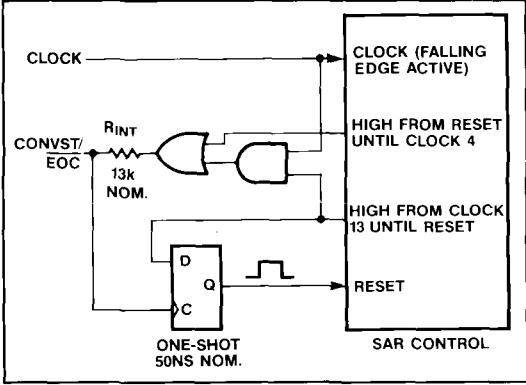 CLOCK
CLOCK (FALLING
EDGE ACTIVE)
RINT
CONVST/
EOC
13k
NOM.
HIGH FROM RESET
UNTIL CLOCK 4
HIGH FROM CLOCK
13 UNTIL RESET
D
Q
C
RESET
ONE-SHOT
50NS NOM.
SAR CONTROL